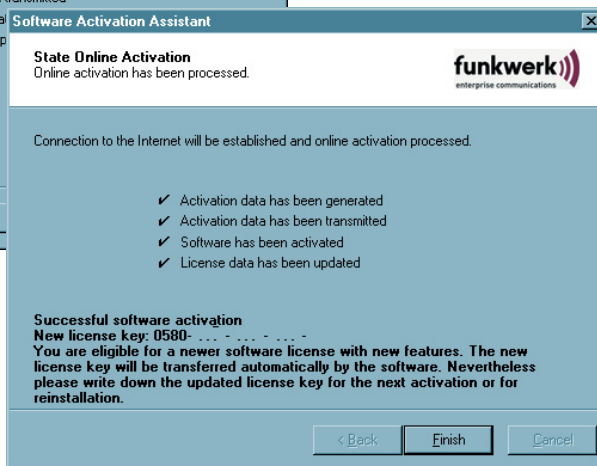 Software Activation Assistant
State Online Activation
Online activation has been processed.
funkwerk
enterprise communications
Connection to the Internet will be established and online activation processed.
✔ Activation data has been generated
✔ Activation data has been transmitted
✔ Software has been activated
✔ License data has been updated
Successful software activation
New license key: 0580- ... - ... - ... -
You are eligible for a newer software license with new features. The new
license key will be transferred automatically by the software. Nevertheless
please write down the updated license key for the next activation or for
reinstallation.
< Back
Finish
Cancel